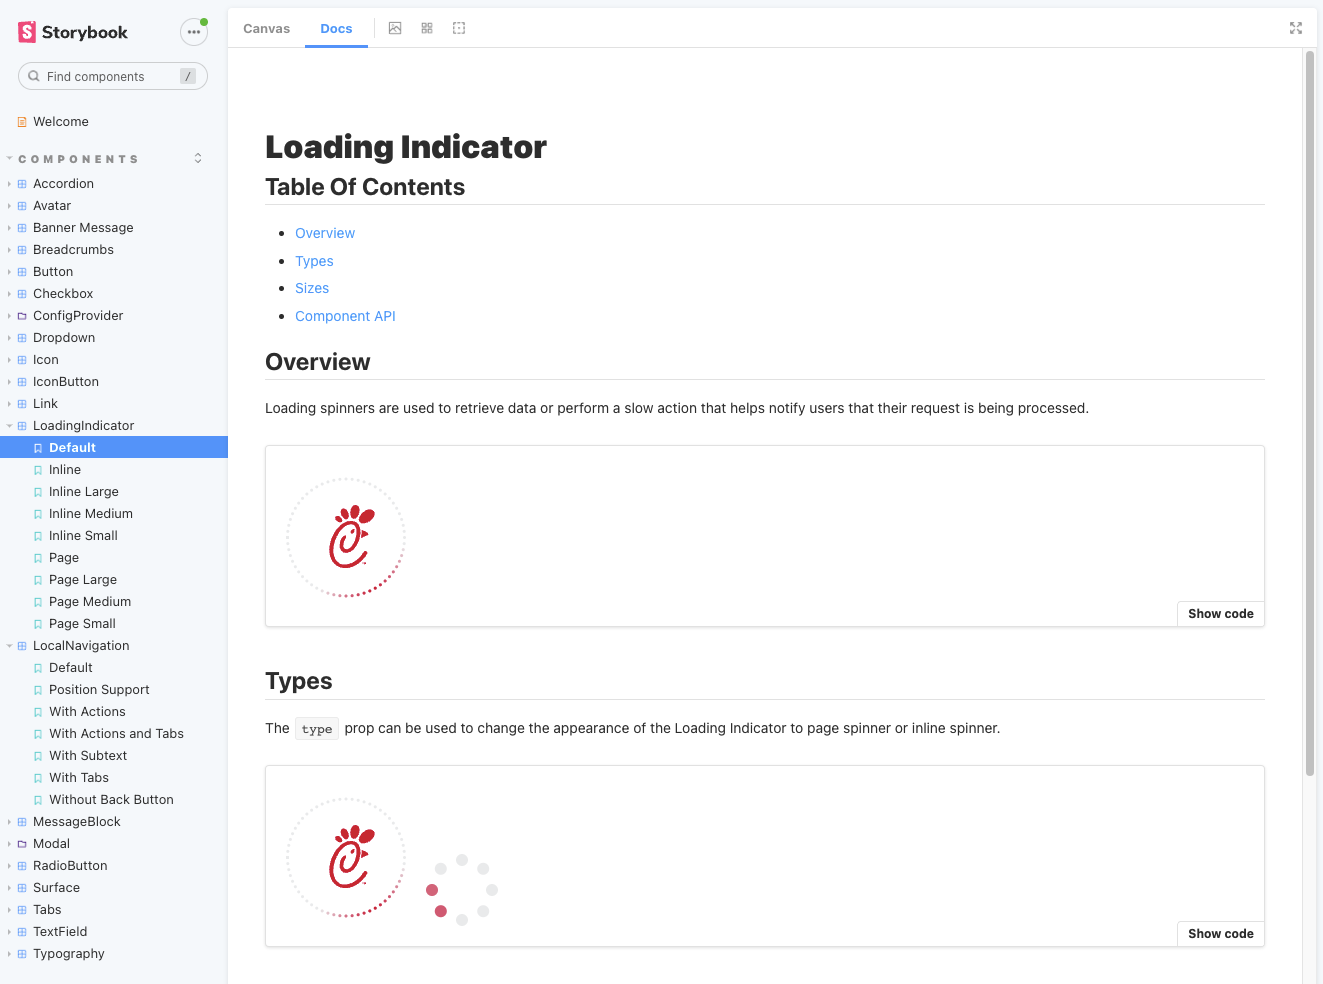 Storybook
Find components
/
Welcome
COMPONENTS
Accordion
Avatar
Banner Message
Breadcrumbs
Button
Checkbox
ConfigProvider
Dropdown
Icon
IconButton
Link
LoadingIndicator
Default
Inline
Inline Large
Inline Medium
Inline Small
Page
Page Large
Page Medium
Page Small
LocalNavigation
Default
Position Support
With Actions
With Actions and Tabs
With Subtext
With Tabs
Without Back Button
MessageBlock
Modal
RadioButton
Surface
Tabs
TextField
Typography
Canvas
Docs
Loading Indicator
Table Of Contents
Overview
Types
Sizes
Component API
Overview
Loading spinners are used to retrieve data or perform a slow action that helps notify users that their request is being processed.
Show code
Types
The type prop can be used to change the appearance of the Loading Indicator to page spinner or inline spinner.
Show code